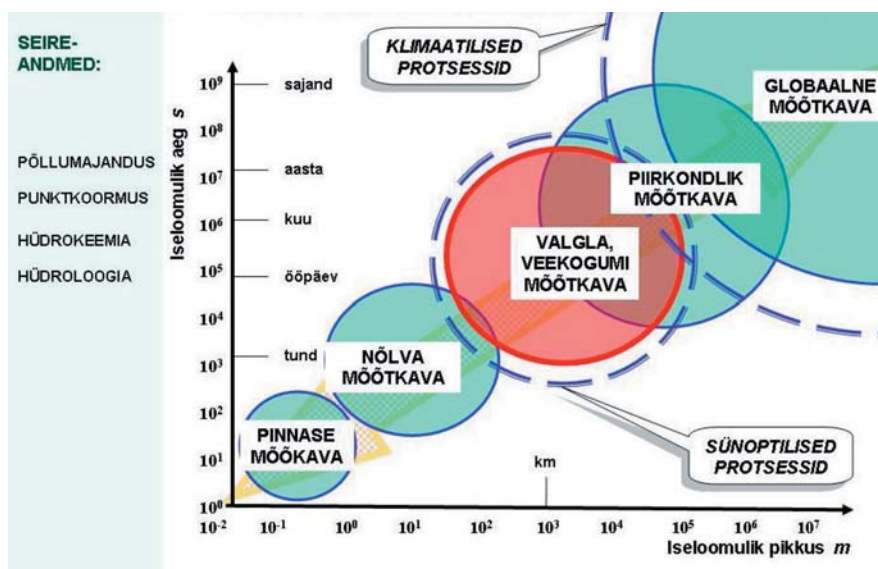 SEIRE-
ANDMED:
PÕLLUMAJANDUS
PUNKTKOORMUS
HÜDROKEEMIA
HÜDROLOOGIA
Iseloomulik aeg s
10⁹
10⁸
10⁷
10⁶
10⁵
10⁴
10³
10²
10¹
10⁰
sajand
aasta
kuu
ööpäev
tund
KLIIMAATILISED
PROTSESSID
GLOBAALNE
MÕÕTKAVA
PIIRKONDLIK
MÕÕTKAVA
VALGLA,
VEEKOGUMI
MÕÕTKAVA
NÕLVA
MÕÕTKAVA
PINNASE
MÕÕKAVA
SÜNOPTILISED
PROTSESSID
km
10⁻² 10⁻¹ 10⁰ 10¹ 10² 10³ 10⁴ 10⁵ 10⁶ 10⁷
Iseloomulik pikkus m